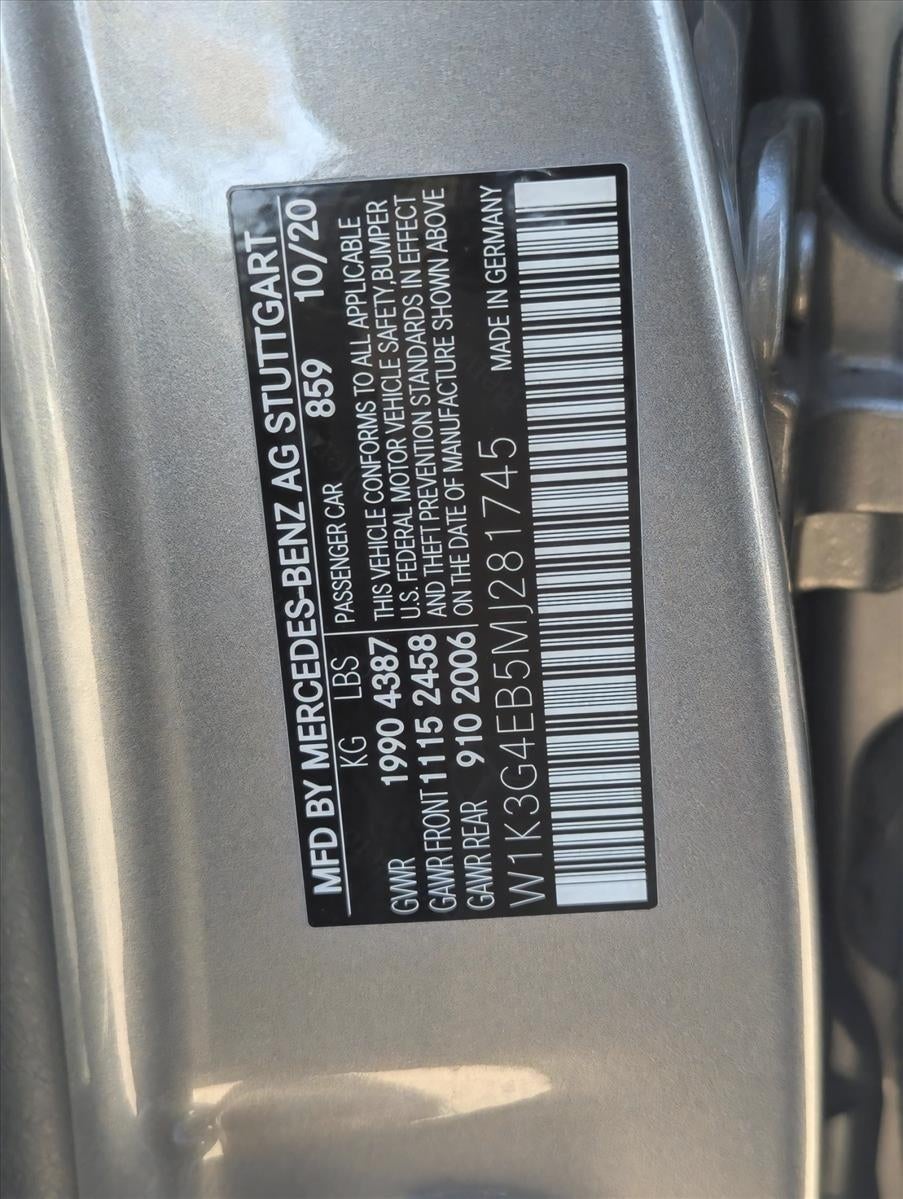 MFD BY MERCEDES-BENZ AG STUTTGART
KG LBS PASSENGER CAR 859 10/20
GWWR 1990 4387 THIS VEHICLE CONFORMS TO ALL APPLICABLE
GAWR FRONT 1115 2458 U.S. FEDERAL MOTOR VEHICLE SAFETY,BUMPER
GAWR REAR 910 2006 AND THEFT PREVENTION STANDARDS IN EFFECT
ON THE DATE OF MANUFACTURE SHOWN ABOVE
W1K3G4EB5MJ281745 MADE IN GERMANY